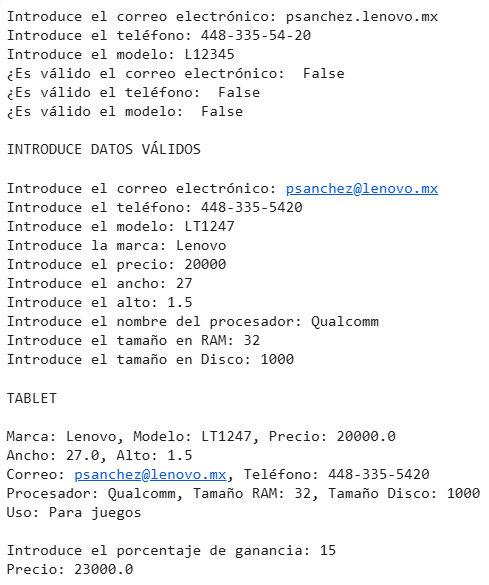 Introduce el correo electrónico: psanchez.lenovo.mx
Introduce el teléfono: 448-335-54-20
Introduce el modelo: L12345
¿Es válido el correo electrónico:  False
¿Es válido el teléfono:  False
¿Es válido el modelo:  False
INTRODUCE DATOS VÁLIDOS
Introduce el correo electrónico: psanchez@lenovo.mx
Introduce el teléfono: 448-335-5420
Introduce el modelo: LT1247
Introduce la marca: Lenovo
Introduce el precio: 20000
Introduce el ancho: 27
Introduce el alto: 1.5
Introduce el nombre del procesador: Qualcomm
Introduce el tamaño en RAM: 32
Introduce el tamaño en Disco: 1000
TABLET
Marca: Lenovo, Modelo: LT1247, Precio: 20000.0
Ancho: 27.0, Alto: 1.5
Correo: psanchez@lenovo.mx, Teléfono: 448-335-5420
Procesador: Qualcomm, Tamaño RAM: 32, Tamaño Disco: 1000
Uso: Para juegos
Introduce el porcentaje de ganancia: 15
Precio: 23000.0